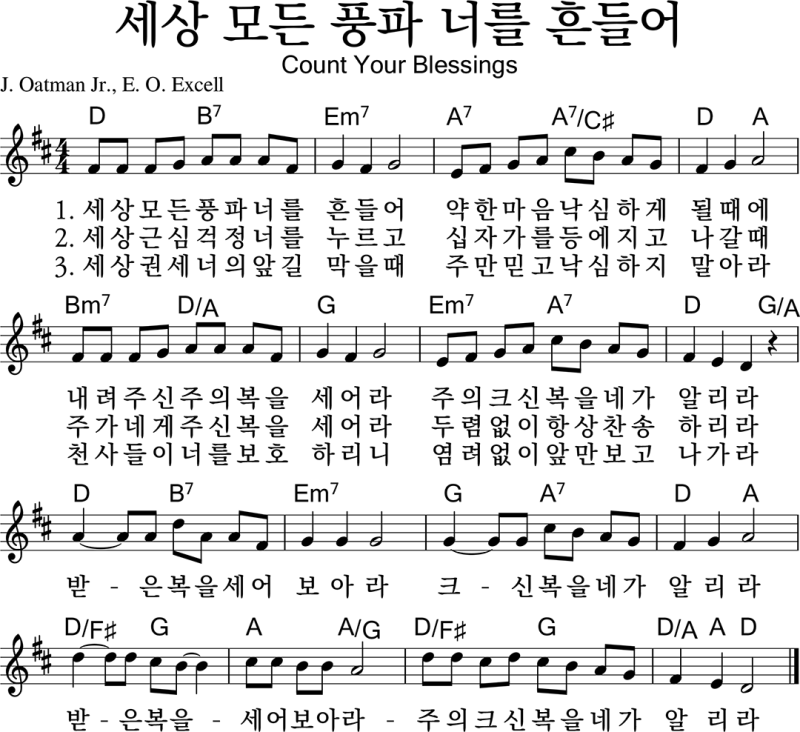 세상 모든 풍파 너를 흔들어
Count Your Blessings
J. Oatman Jr., E. O. Excell
D B7 Em7 A7 A7/C♯ D A
4/4
1. 세상모든풍파너를 흔들어 약한마음낙심하게 될때에
2. 세상근심걱정너를 누르고 십자가를등에지고 나갈때
3. 세상권세너의앞길 막을때 주만믿고낙심하지 말아라
Bm7 D/A G Em7 A7 D G/A
내려주신주의복을 세어라 주의크신복을네가 알리라
주가네게주신복을 세어라 두렴없이항상찬송 하리라
천사들이너를보호 하리니 염려없이앞만보고 나가라
D B7 Em7 G A7 D A
받 - 은복을세어 보아라 크 - 신복을네가 알리라
D/F♯ G A A/G D/F♯ G D/A A D
받 - 은복을 - 세어보아라 - 주의크신복을네가 알리라